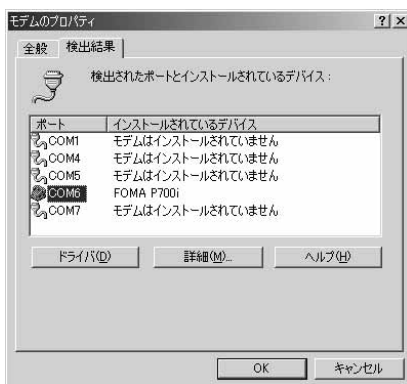 モデムのプロパティ
全般 検出結果
検出されたポートとインストールされているデバイス:
ポート インストールされているデバイス
COM1 モデムはインストールされていません
COM4 モデムはインストールされていません
COM5 モデムはインストールされていません
COM6 FOMA P700i
COM7 モデムはインストールされていません
ドライバ(D) 詳細(M)... ヘルプ(H)
OK キャンセル